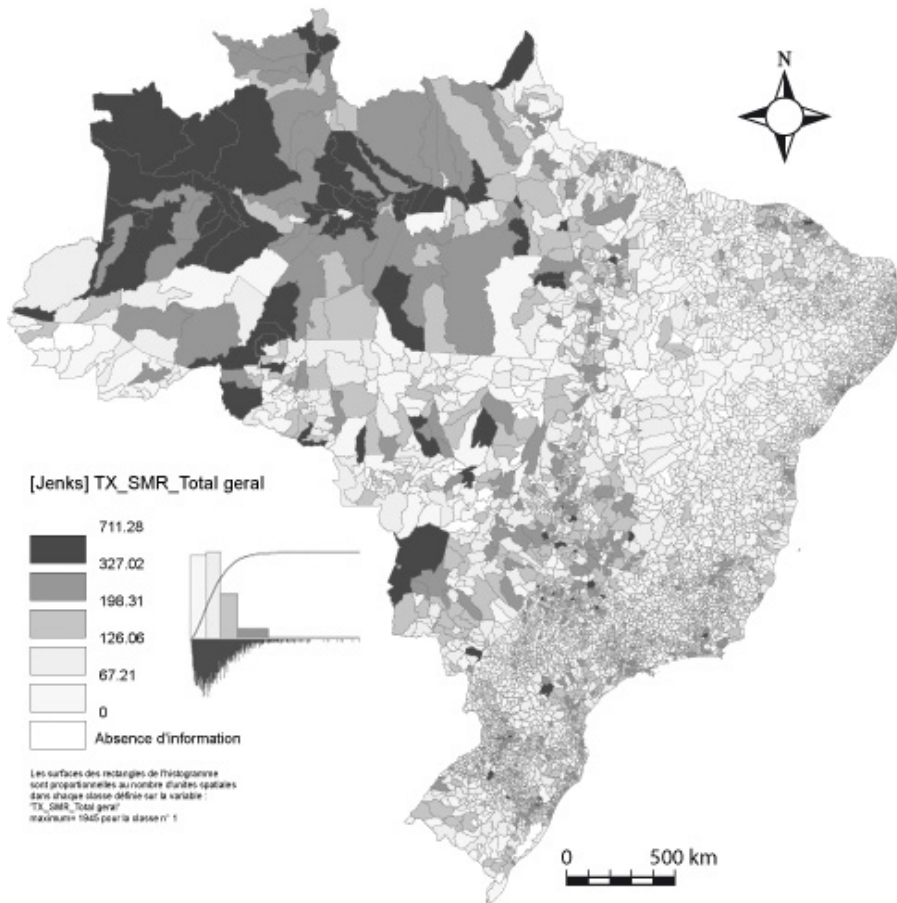 N
[Jenks] TX_SMR_Total geral
711.28
327.02
198.31
126.06
67.21
0
Absence d'information
Les surfaces des rectangles de l'histogramme
sont proportionnelles au nombre d'unites spatiales
dans chaque classe définie sur la variable :
'TX_SMR_Total geral'
maximum= 1945 pour la classe n° 1
0 500 km